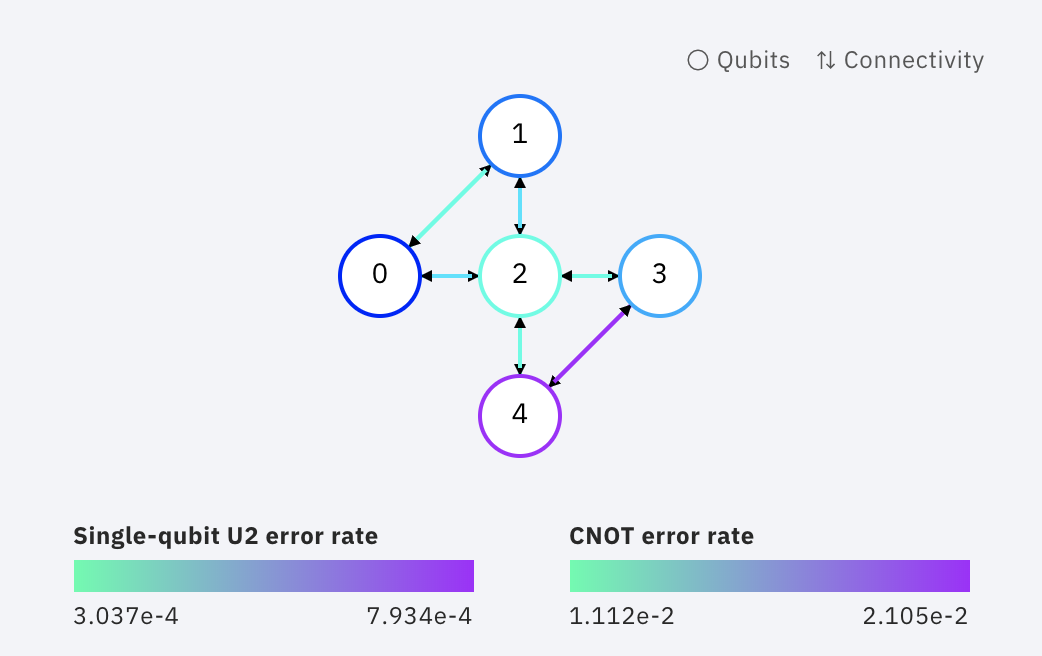 Qubits Connectivity
1
0 2 3
4
Single-qubit U2 error rate CNOT error rate
3.037e-4 7.934e-4 1.112e-2 2.105e-2